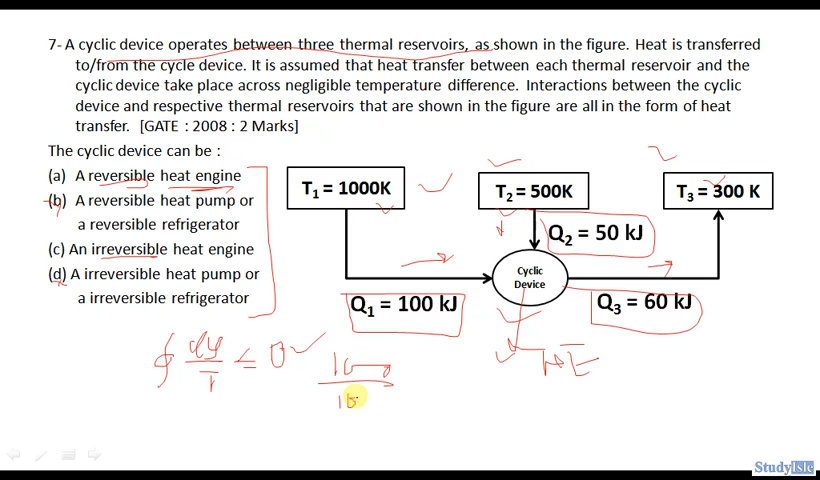 7- A cyclic device operates between three thermal reservoirs, as shown in the figure. Heat is transferred
to/from the cycle device. It is assumed that heat transfer between each thermal reservoir and the
cyclic device take place across negligible temperature difference. Interactions between the cyclic
device and respective thermal reservoirs that are shown in the figure are all in the form of heat
transfer. [GATE : 2008 : 2 Marks]
The cyclic device can be :
(a) A reversible heat engine
(b) A reversible heat pump or
a reversible refrigerator
(c) An irreversible heat engine
(d) A irreversible heat pump or
a irreversible refrigerator
T₁ = 1000K
T₂ = 500K
T₃ = 300 K
Q₂ = 50 kJ
Cyclic
Device
Q₁ = 100 kJ
Q₃ = 60 kJ
StudyIsle